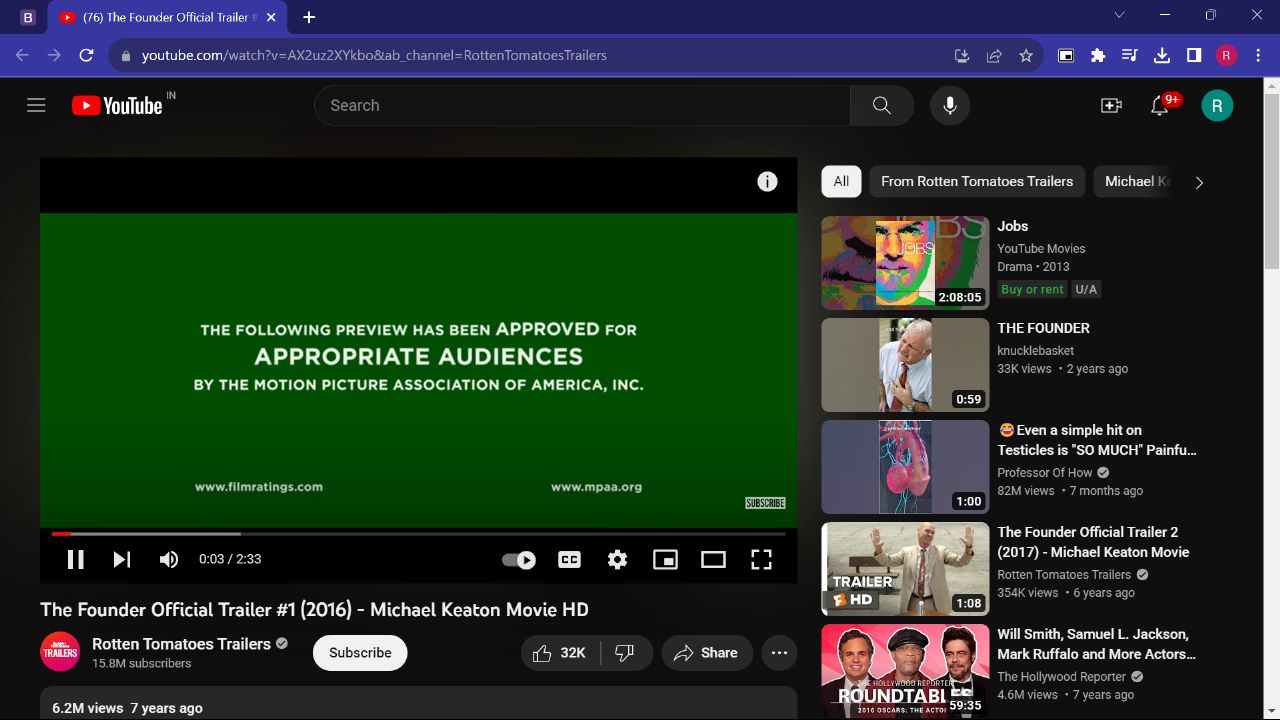 B
(76) The Founder Official Trailer #
youtube.com/watch?v=AX2uz2XYkbo&ab_channel=RottenTomatoesTrailers
R
YouTube IN
Search
9+
R
THE FOLLOWING PREVIEW HAS BEEN APPROVED FOR
APPROPRIATE AUDIENCES
BY THE MOTION PICTURE ASSOCIATION OF AMERICA, INC.
www.filmratings.com
www.mpaa.org
SUBSCRIBE
0:03 / 2:33
CC
The Founder Official Trailer #1 (2016) - Michael Keaton Movie HD
TRAILERS
Rotten Tomatoes Trailers
15.8M subscribers
Subscribe
32K
Share
6.2M views 7 years ago
All
From Rotten Tomatoes Trailers
Michael Ke
JOBS
2:08:05
Jobs
YouTube Movies
Drama • 2013
Buy or rent
U/A
0:59
THE FOUNDER
knucklebasket
33K views • 2 years ago
1:00
😂Even a simple hit on
Testicles is "SO MUCH" Painfu...
Professor Of How
82M views • 7 months ago
TRAILER
HD
1:08
The Founder Official Trailer 2
(2017) - Michael Keaton Movie
Rotten Tomatoes Trailers
354K views • 6 years ago
THE HOLLYWOOD REPORTER
ROUNDTABLES
2016 OSCARS: THE ACTO
59:35
Will Smith, Samuel L. Jackson,
Mark Ruffalo and More Actors...
The Hollywood Reporter
4.6M views • 7 years ago